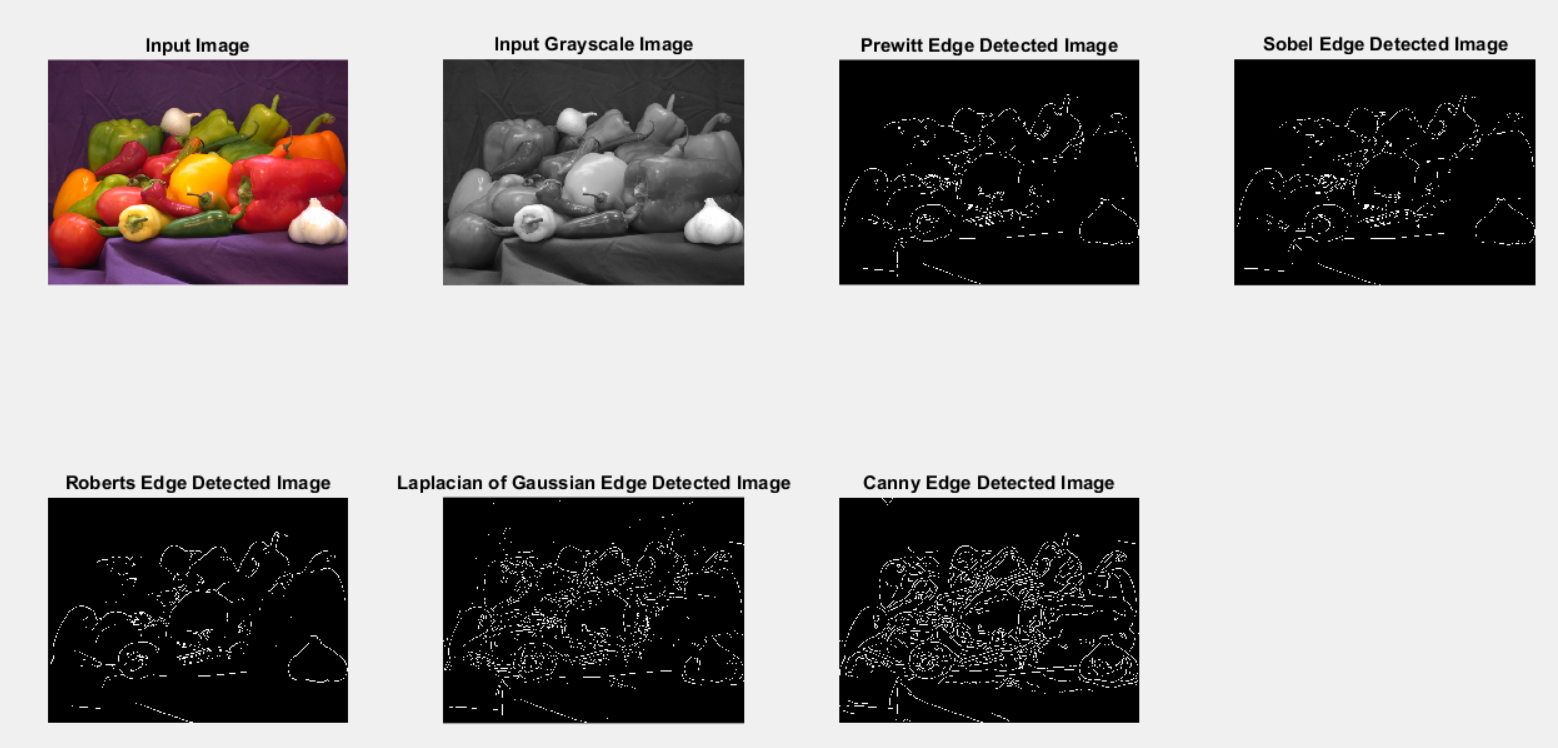 Input Image
Input Grayscale Image
Prewitt Edge Detected Image
Sobel Edge Detected Image
Roberts Edge Detected Image
Laplacian of Gaussian Edge Detected Image
Canny Edge Detected Image